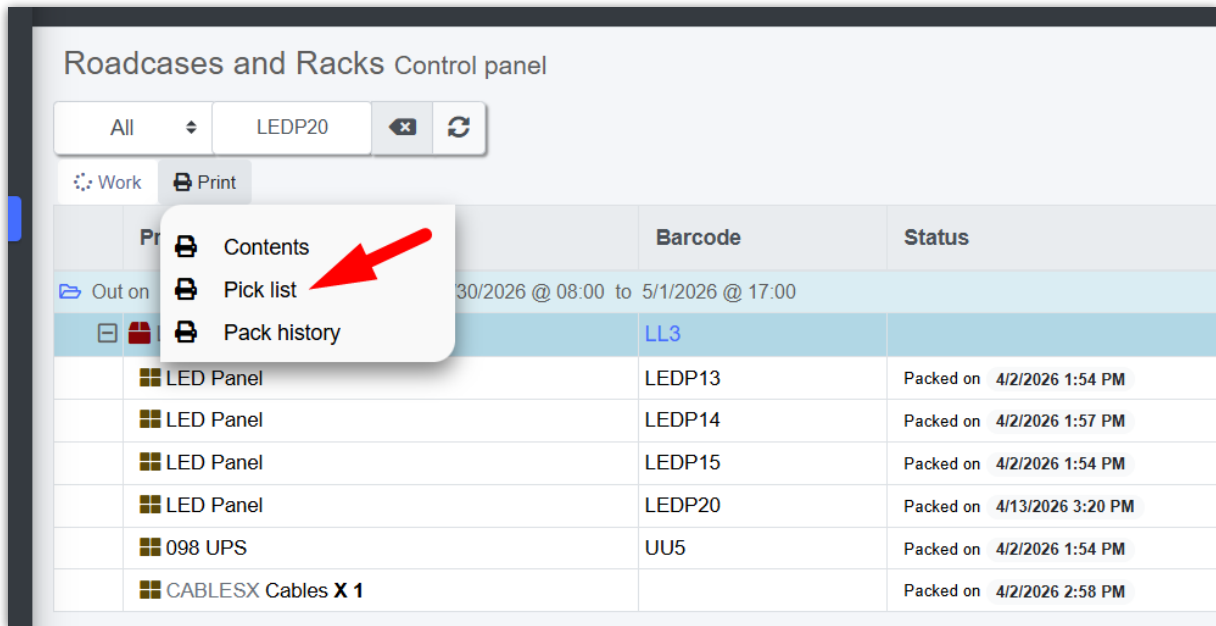 Roadcases and Racks Control panel
All LEDP20
Work Print
Barcode Status
Contents
Pick list
Pack history
Out on /30/2026 @ 08:00 to 5/1/2026 @ 17:00
LL3
LED Panel LEDP13 Packed on 4/2/2026 1:54 PM
LED Panel LEDP14 Packed on 4/2/2026 1:57 PM
LED Panel LEDP15 Packed on 4/2/2026 1:54 PM
LED Panel LEDP20 Packed on 4/13/2026 3:20 PM
098 UPS UU5 Packed on 4/2/2026 1:54 PM
CABLESX Cables X 1 Packed on 4/2/2026 2:58 PM